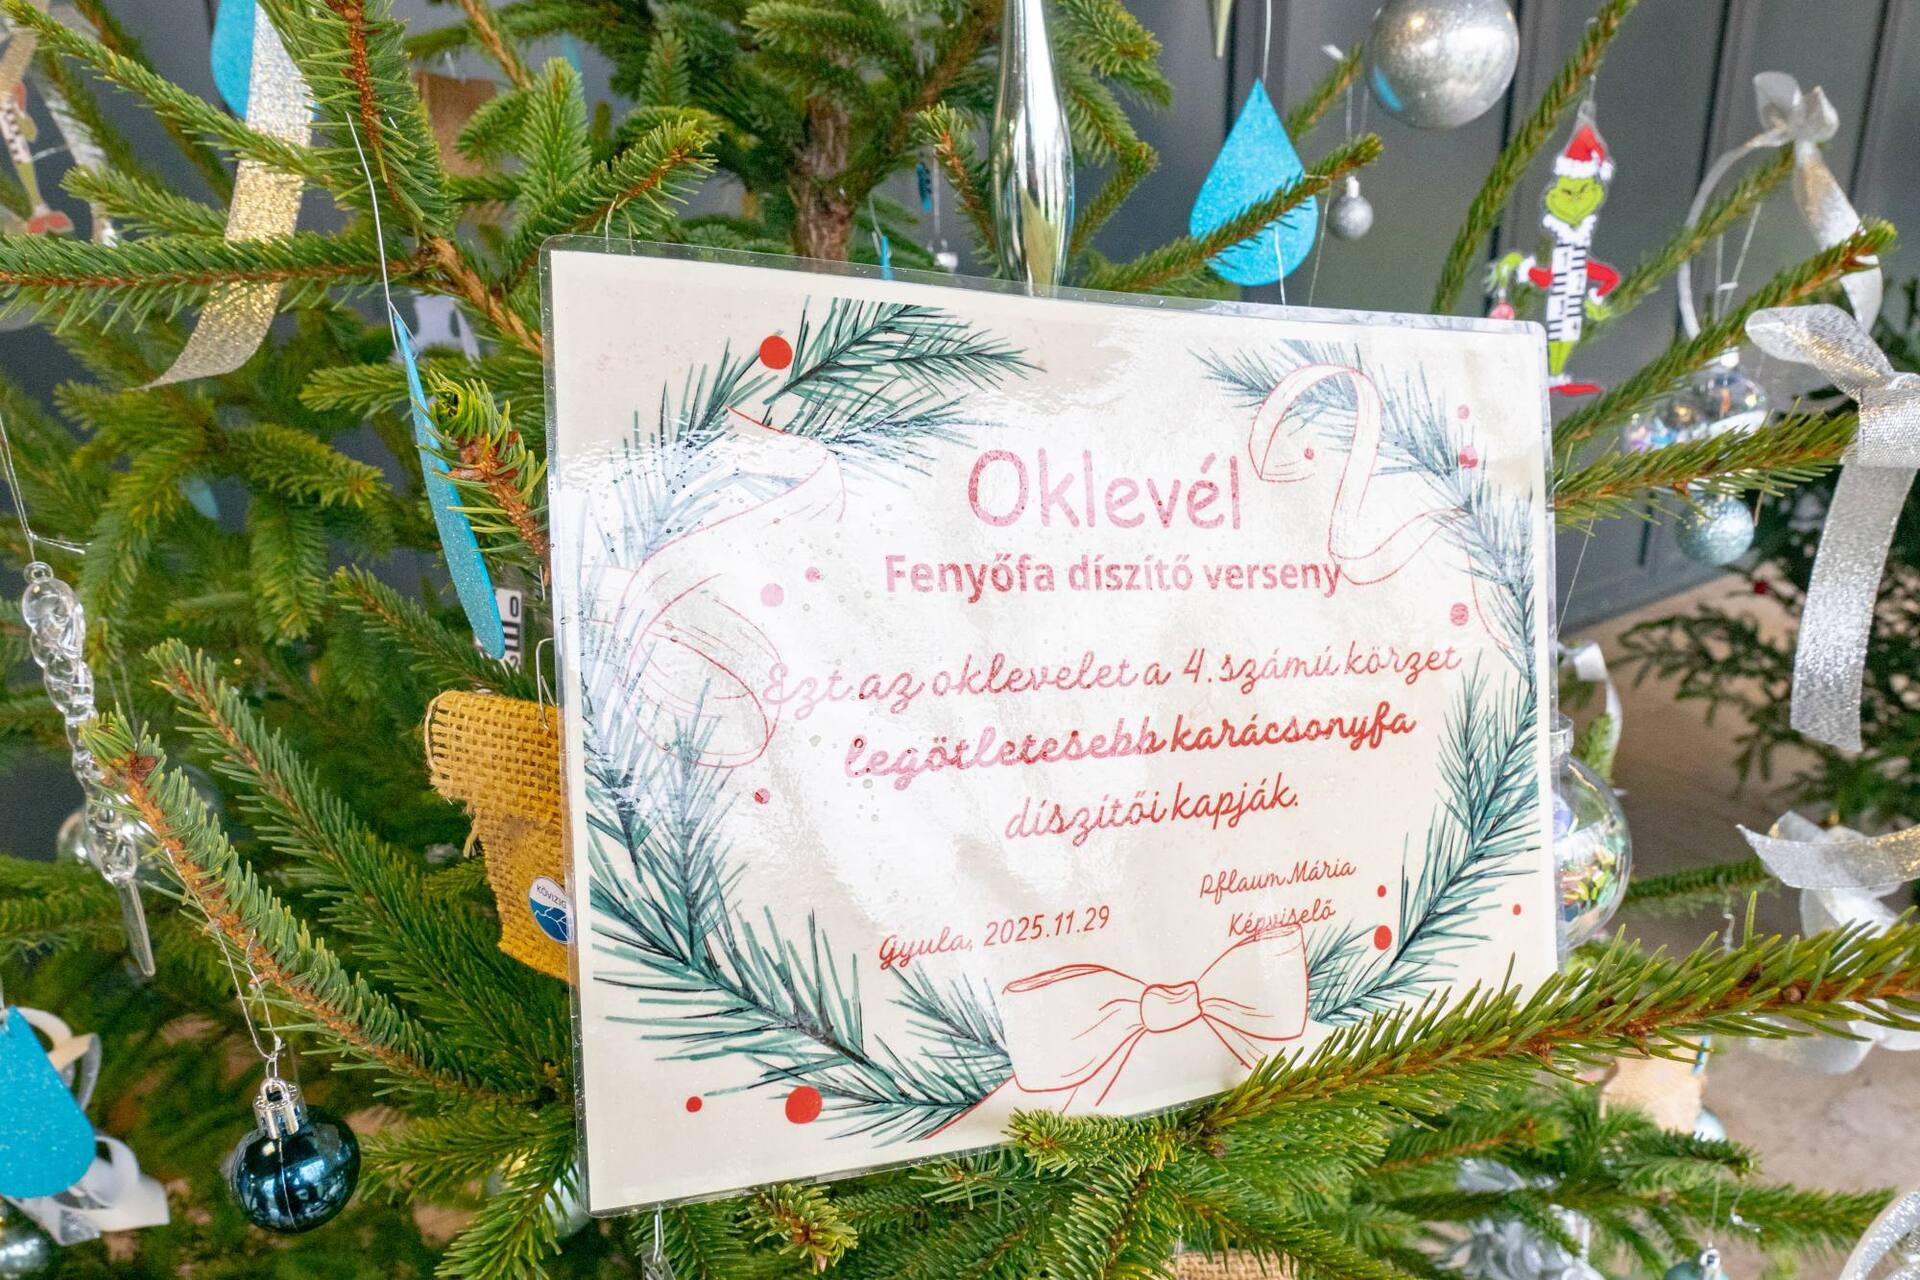 Oklevél
Fenyőfa díszítő verseny
Ezt az oklevelet a 4. számú körzet
legötletesebb karácsonyfa
díszítői kapják.
Pflaum Mária
Képviselő
Gyula, 2025.11.29
KÖVIZIG